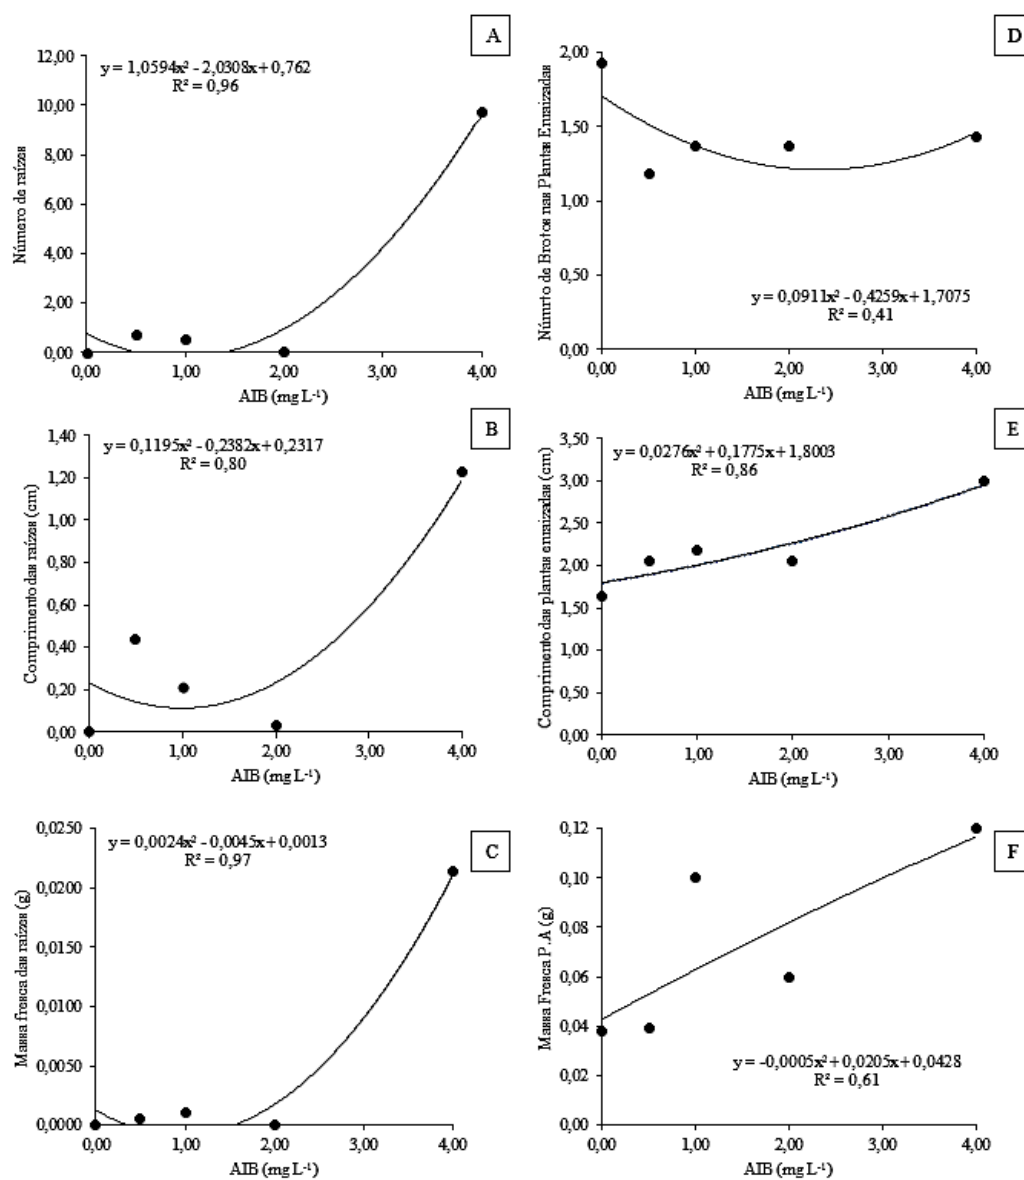 A
12,00
10,00
8,00
6,00
4,00
2,00
0,00
Número de raízes
y = 1,0594x² - 2,0308x + 0,762
R² = 0,96
0,00 1,00 2,00 3,00 4,00
AIB (mg L⁻¹)
D
2,00
1,50
1,00
0,50
0,00
Número de Brotos nas Plantas Enraizadas
y = 0,0911x² - 0,4259x + 1,7075
R² = 0,41
0,00 1,00 2,00 3,00 4,00
AIB (mg L⁻¹)
B
1,40
1,20
1,00
0,80
0,60
0,40
0,20
0,00
Comprimento das raízes (cm)
y = 0,1195x² - 0,2382x + 0,2317
R² = 0,80
0,00 1,00 2,00 3,00 4,00
AIB (mg L⁻¹)
E
3,50
3,00
2,50
2,00
1,50
1,00
0,50
0,00
Comprimento das plantas enraizadas (cm)
y = 0,0276x² + 0,1775x + 1,8003
R² = 0,86
0,00 1,00 2,00 3,00 4,00
AIB (mg L⁻¹)
C
0,0250
0,0200
0,0150
0,0100
0,0050
0,0000
Massa fresca das raízes (g)
y = 0,0024x² - 0,0045x + 0,0013
R² = 0,97
0,00 1,00 2,00 3,00 4,00
AIB (mg L⁻¹)
F
0,12
0,10
0,08
0,06
0,04
0,02
0,00
Massa Fresca P.A (g)
y = -0,0005x² + 0,0205x + 0,0428
R² = 0,61
0,00 1,00 2,00 3,00 4,00
AIB (mg L⁻¹)